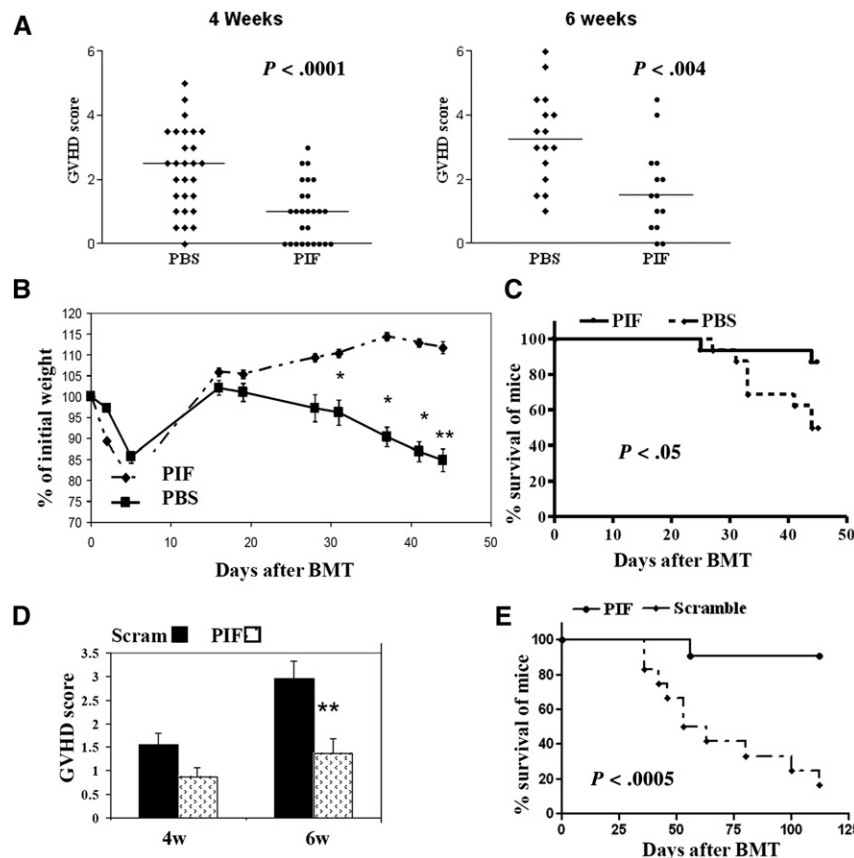 A
4 Weeks
6 weeks
P < .0001
P < .004
GVHD score
GVHD score
6
4
2
0
6
4
2
0
PBS
PIF
PBS
PIF
B
% of initial weight
120
115
110
105
100
95
90
85
80
75
70
*
*
*
**
PIF
PBS
0
10
20
30
40
50
Days after BMT
C
PIF
PBS
% survival of mice
100
80
60
40
20
0
P < .05
0
10
20
30
40
50
Days after BMT
D
Scram
PIF
GVHD score
3.5
3
2.5
2
1.5
1
0.5
0
**
4w
6w
E
PIF
Scramble
% survival of mice
100
80
60
40
20
0
P < .0005
0
25
50
75
100
125
Days after BMT